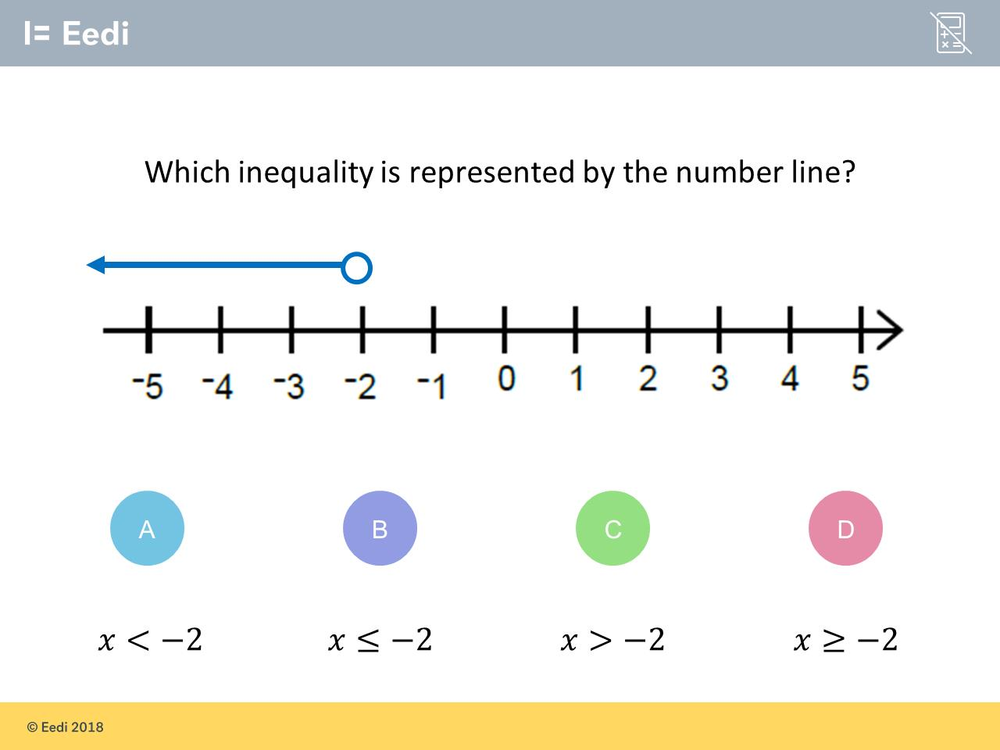 Eedi
Which inequality is represented by the number line?
-5 -4 -3 -2 -1 0 1 2 3 4 5
A B C D
x < −2 x ≤ −2 x > −2 x ≥ −2
© Eedi 2018